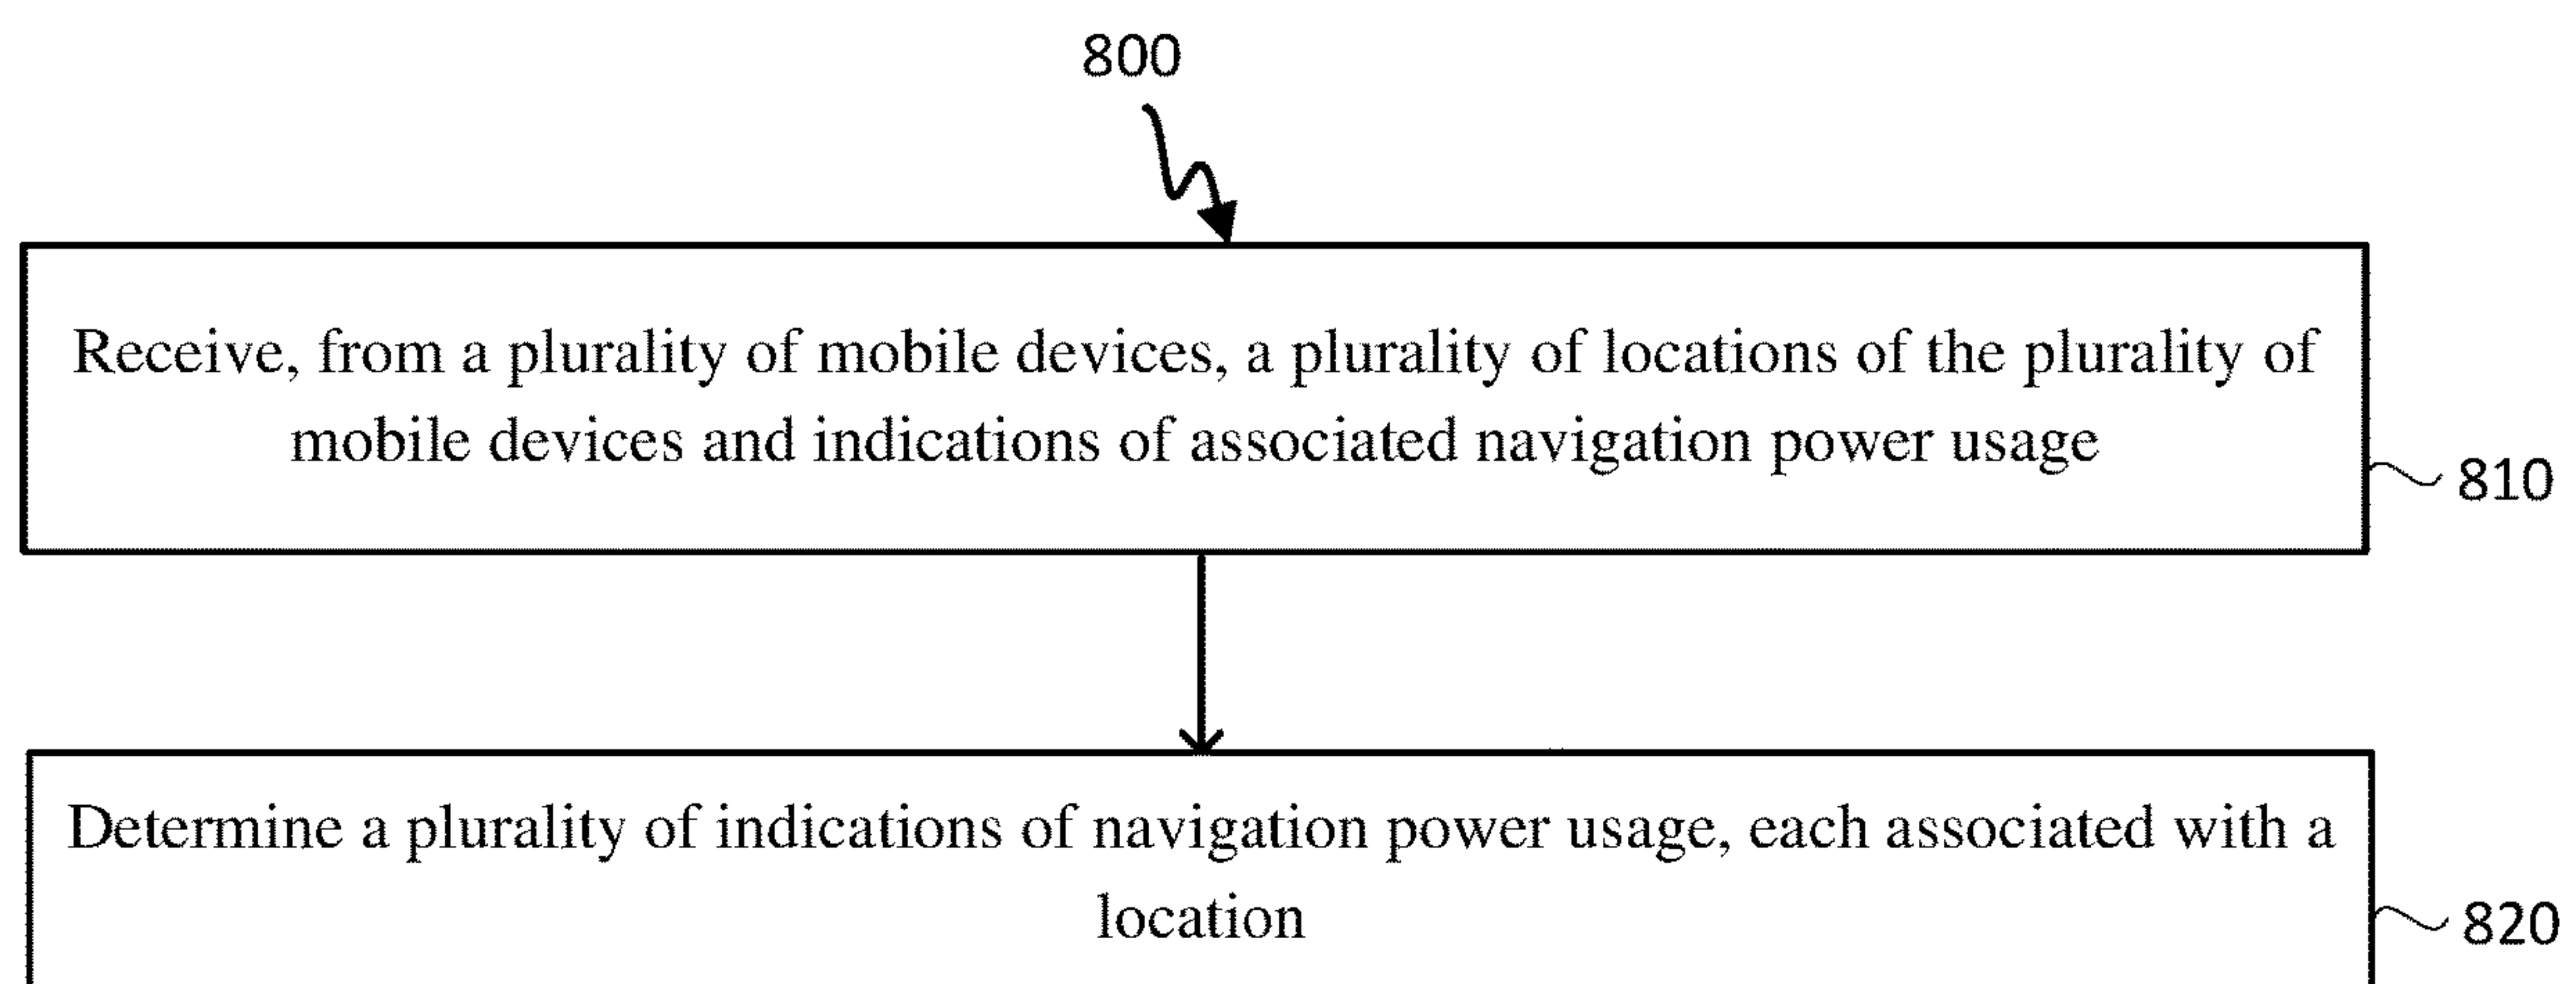 800
Receive, from a plurality of mobile devices, a plurality of locations of the plurality of
mobile devices and indications of associated navigation power usage
810
Determine a plurality of indications of navigation power usage, each associated with a
location
820